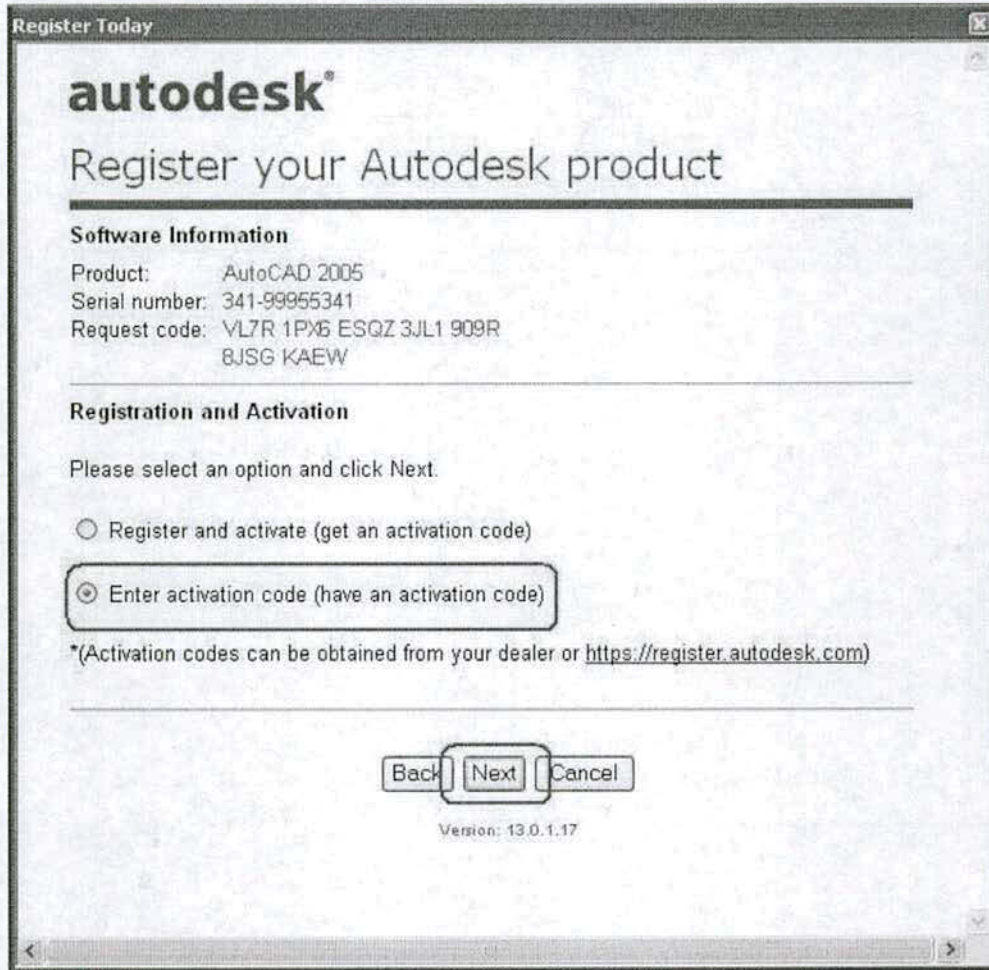 Register Today
autodesk®
Register your Autodesk product
Software Information
Product: AutoCAD 2005
Serial number: 341-99955341
Request code: VL7R 1PX6 ESQZ 3JL1 909R
8JSG KAEW
Registration and Activation
Please select an option and click Next.
Register and activate (get an activation code)
Enter activation code (have an activation code)
*(Activation codes can be obtained from your dealer or https://register.autodesk.com)
Back Next Cancel
Version: 13.0.1.17